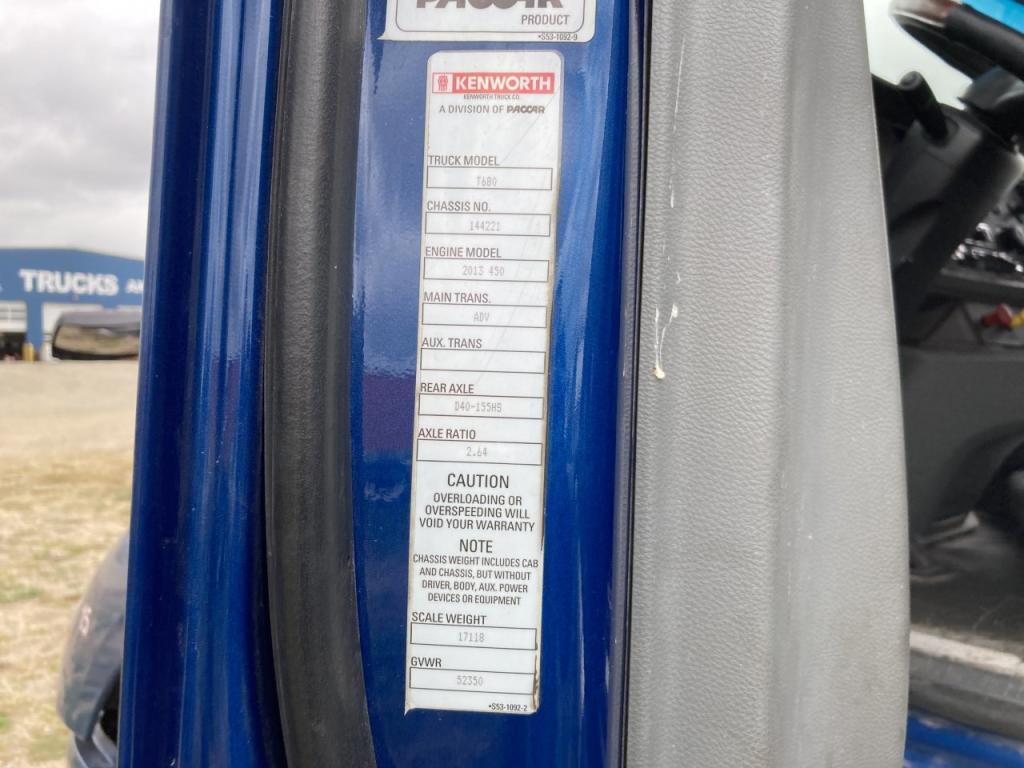 PACCAR
PRODUCT
•S53-1092-9
KENWORTH
KENWORTH TRUCK CO.
A DIVISION OF PACCAR
TRUCK MODEL
T680
CHASSIS NO.
144221
ENGINE MODEL
2013 450
MAIN TRANS.
ADV
AUX. TRANS
REAR AXLE
D40-155HS
AXLE RATIO
2.64
CAUTION
OVERLOADING OR
OVERSPEEDING WILL
VOID YOUR WARRANTY
NOTE
CHASSIS WEIGHT INCLUDES CAB
AND CHASSIS, BUT WITHOUT
DRIVER, BODY, AUX. POWER
DEVICES OR EQUIPMENT
SCALE WEIGHT
17118
GVWR
52350
•S53-1092-2
TRUCKS